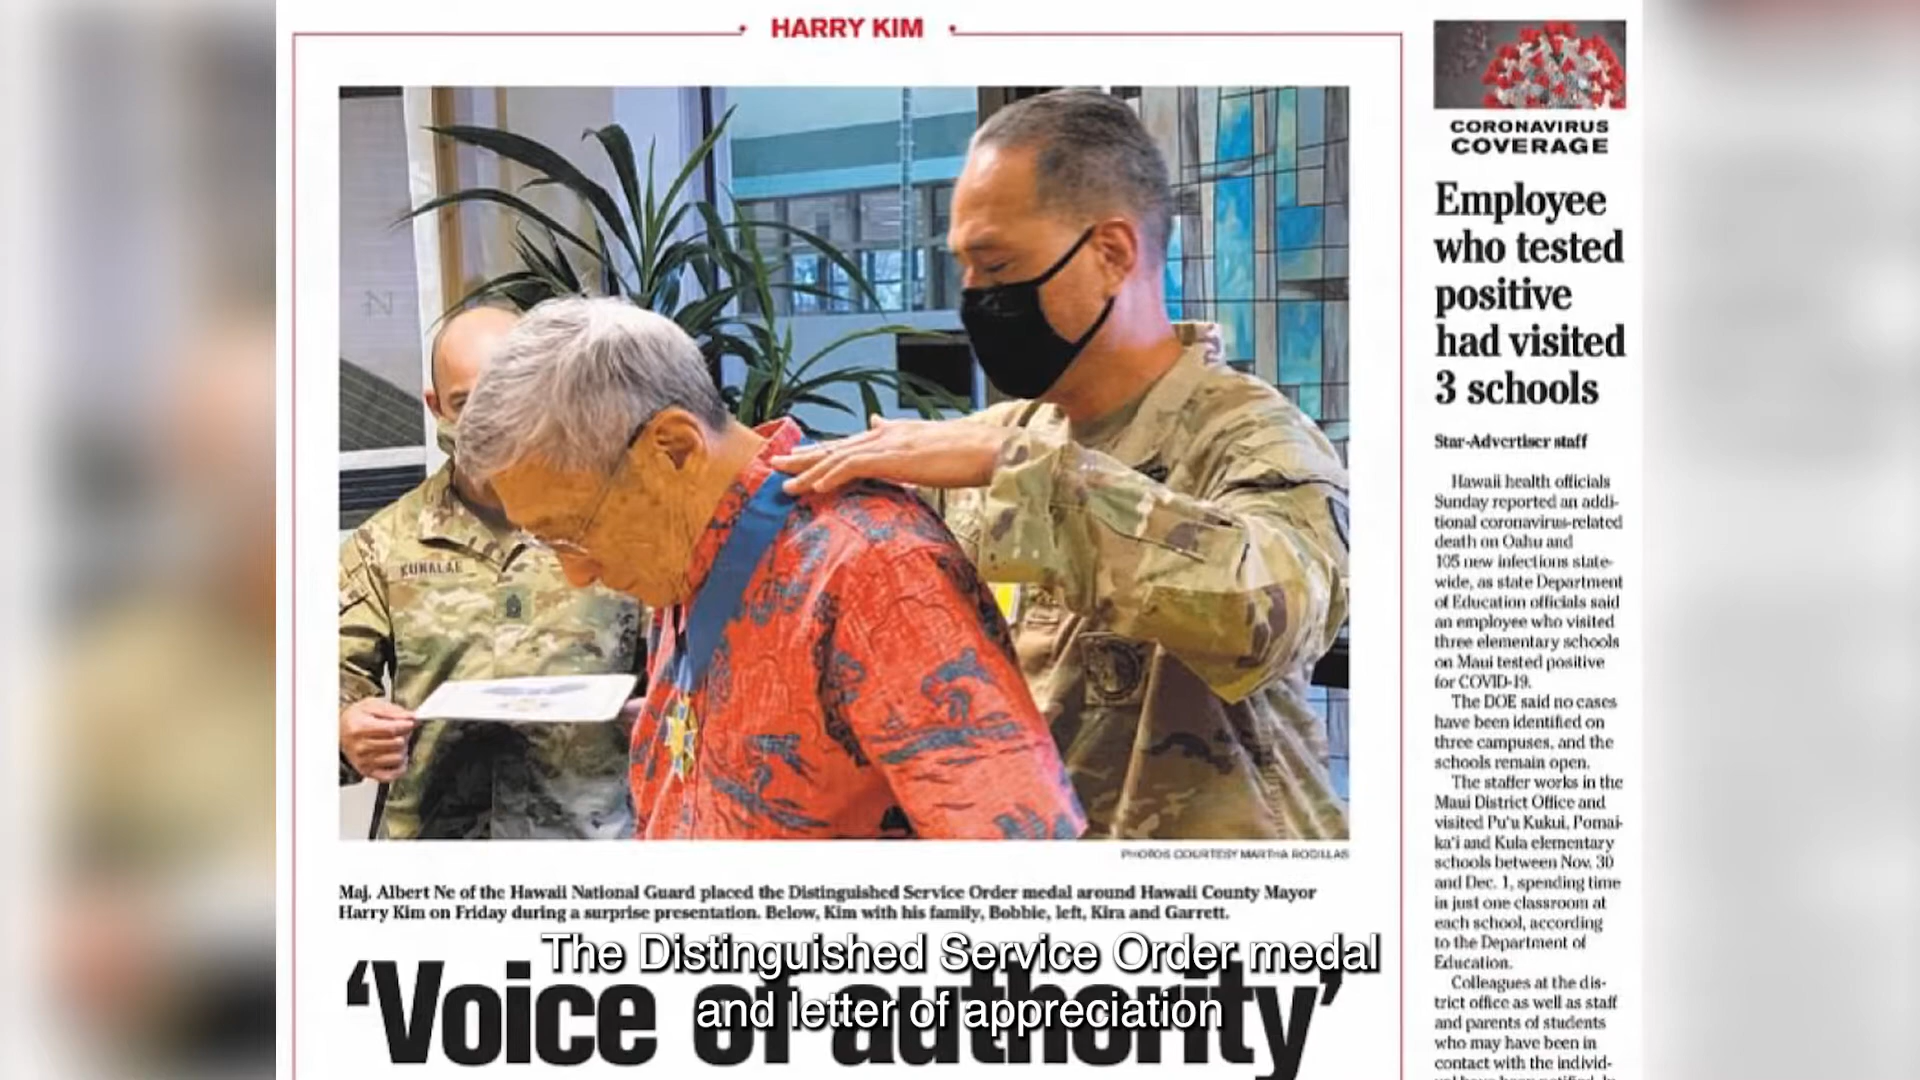 HARRY KIM
N
KUNALAE
PHOTOS COURTESY MARTHA RODILLAS
Maj. Albert Ne of the Hawaii National Guard placed the Distinguished Service Order medal around Hawaii County Mayor
Harry Kim on Friday during a surprise presentation. Below, Kim with his family, Bobbie, left, Kira and Garrett.
‘Voice of authority’
The Distinguished Service Order medal
and letter of appreciation
CORONAVIRUS
COVERAGE
Employee
who tested
positive
had visited
3 schools
Star-Advertiser staff
Hawaii health officials
Sunday reported an addi-
tional coronavirus-related
death on Oahu and
105 new infections state-
wide, as state Department
of Education officials said
an employee who visited
three elementary schools
on Maui tested positive
for COVID-19.
The DOE said no cases
have been identified on
three campuses, and the
schools remain open.
The staffer works in the
Maui District Office and
visited Pu‘u Kukui, Pomai-
ka‘i and Kula elementary
schools between Nov. 30
and Dec. 1, spending time
in just one classroom at
each school, according
to the Department of
Education.
Colleagues at the dis-
trict office as well as staff
and parents of students
who may have been in
contact with the individ-